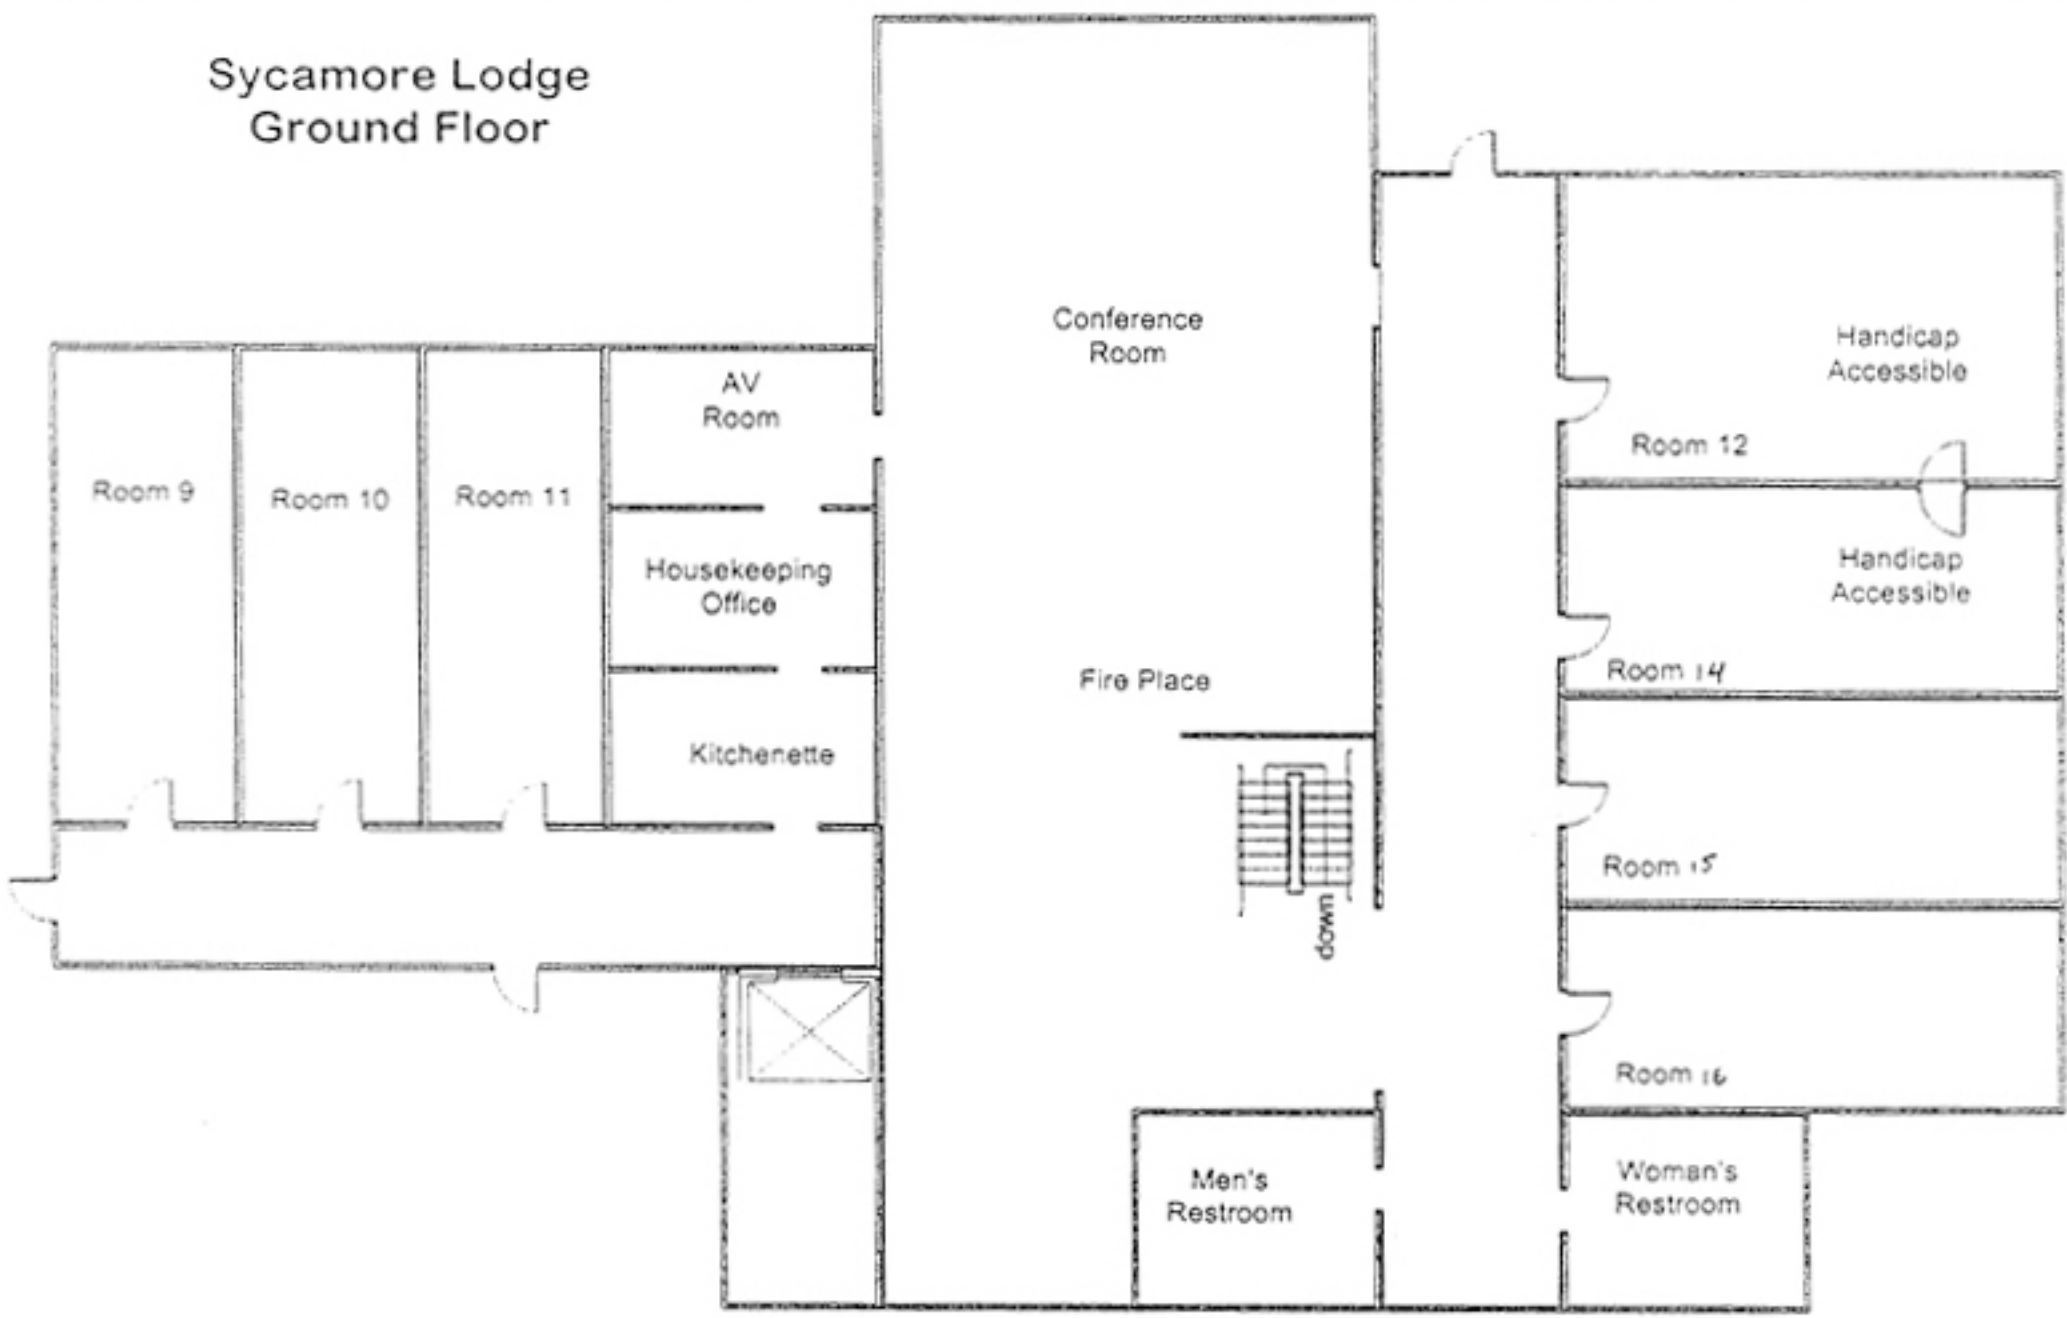 Sycamore Lodge
Ground Floor
Conference
Room
Handicap
Accessible
AV
Room
Room 12
Room 9
Room 10
Room 11
Housekeeping
Office
Handicap
Accessible
Room 14
Fire Place
Kitchenette
Room 15
down
Room 16
Men's
Restroom
Woman's
Restroom